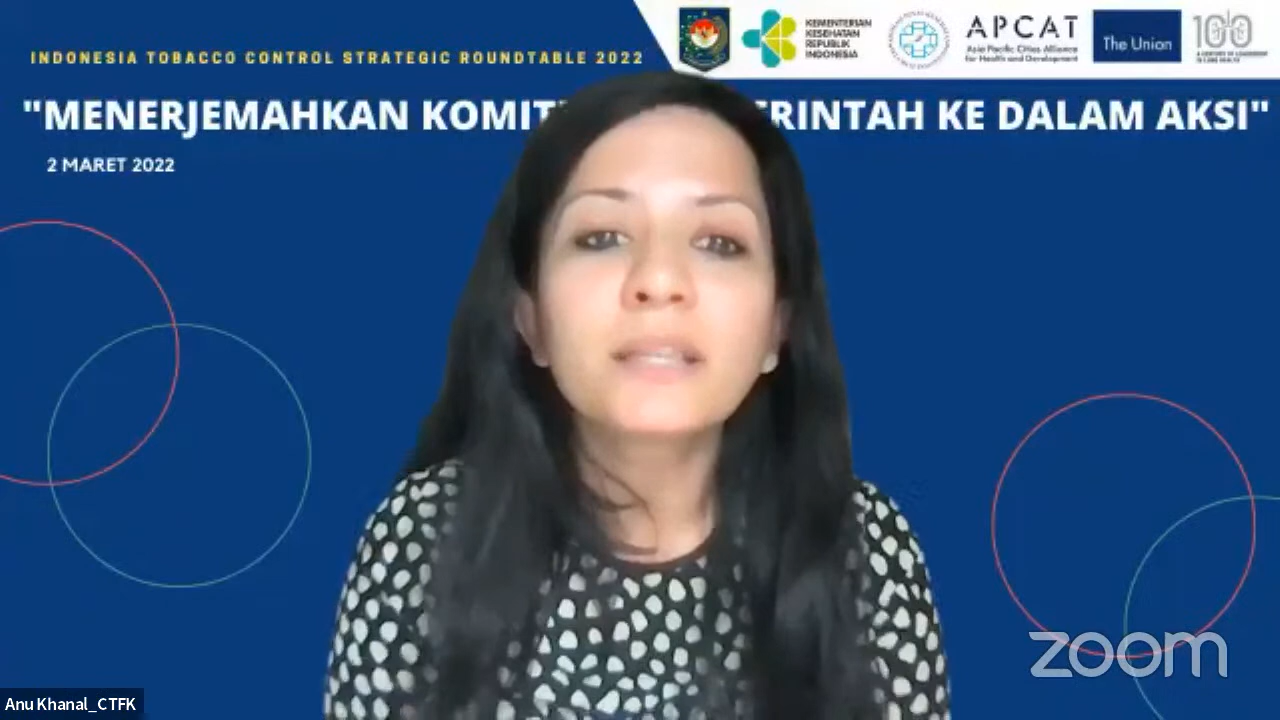 INDONESIA TOBACCO CONTROL STRATEGIC ROUNDTABLE 2022
KEMENTERIAN
KESEHATAN
REPUBLIK
INDONESIA
APCAT
Asia Pacific Cities Alliance
for Health and Development
The Union
100
"MENERJEMAHKAN KOMIT RINTAH KE DALAM AKSI"
2 MARET 2022
zoom
Anu Khanal_CTFK